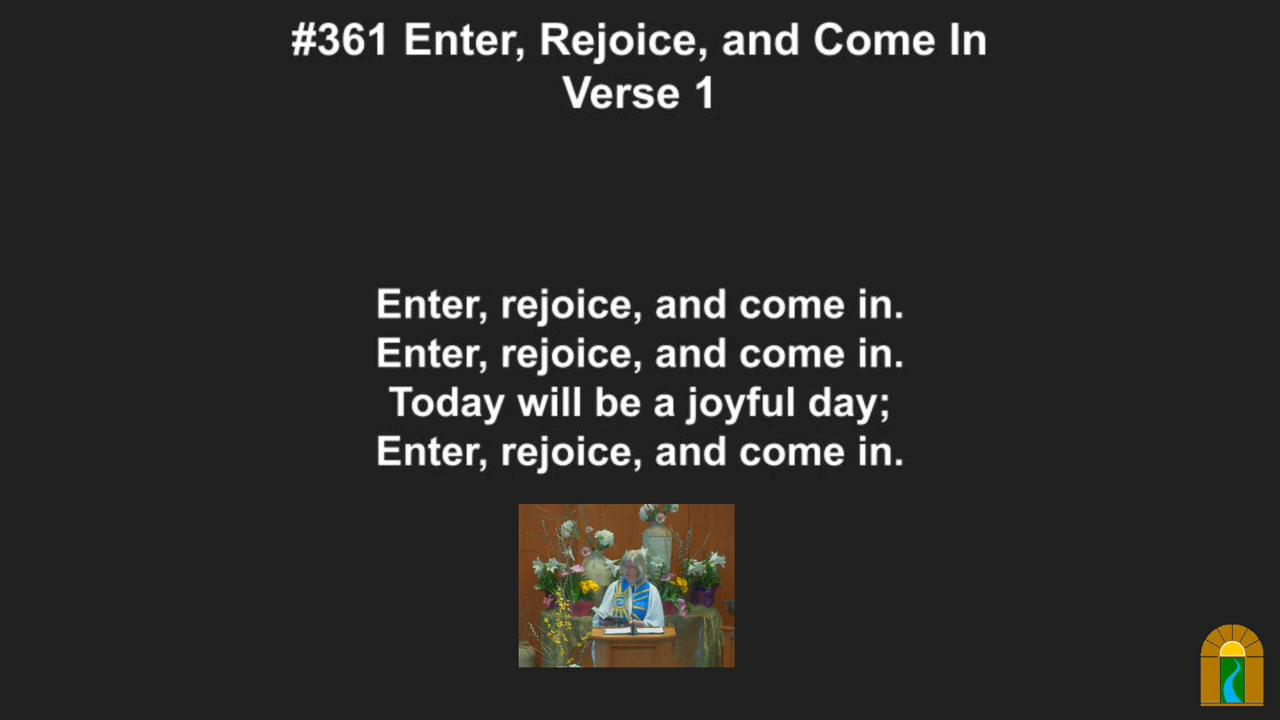 #361 Enter, Rejoice, and Come In
Verse 1
Enter, rejoice, and come in.
Enter, rejoice, and come in.
Today will be a joyful day;
Enter, rejoice, and come in.